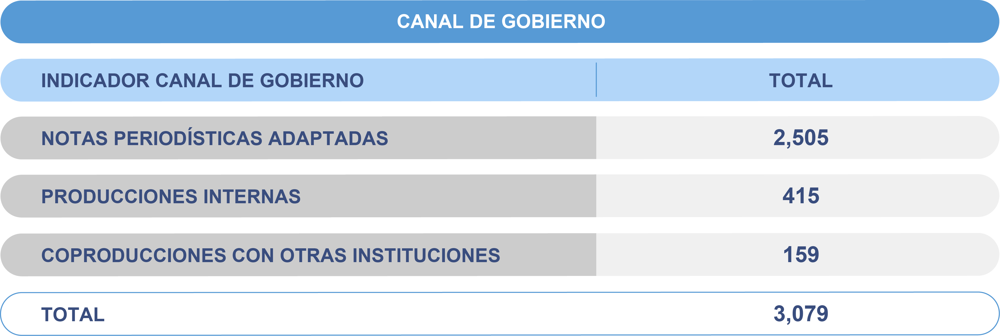 CANAL DE GOBIERNO
INDICADOR CANAL DE GOBIERNO TOTAL
NOTAS PERIODÍSTICAS ADAPTADAS 2,505
PRODUCCIONES INTERNAS 415
COPRODUCCIONES CON OTRAS INSTITUCIONES 159
TOTAL 3,079